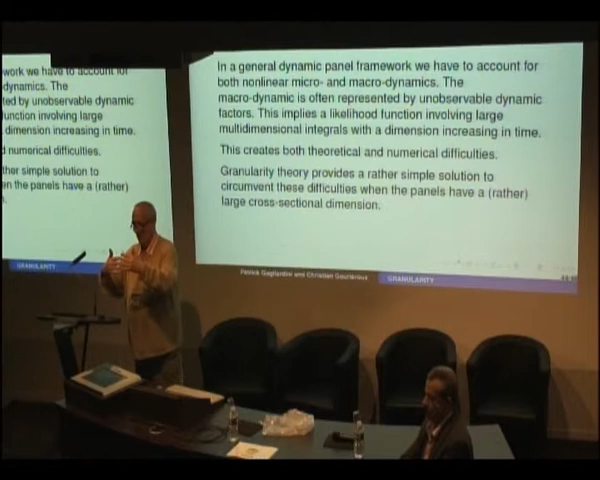 work we have to account for
dynamics. The
ted by unobservable dynamic
function involving large
dimension increasing in time.
d numerical difficulties.
ther simple solution to
en the panels have a (rather)
GRANULARITY
In a general dynamic panel framework we have to account for
both nonlinear micro- and macro-dynamics. The
macro-dynamic is often represented by unobservable dynamic
factors. This implies a likelihood function involving large
multidimensional integrals with a dimension increasing in time.
This creates both theoretical and numerical difficulties.
Granularity theory provides a rather simple solution to
circumvent these difficulties when the panels have a (rather)
large cross-sectional dimension.
Patrick Gagliardini and Christian Gouriéroux
GRANULARITY